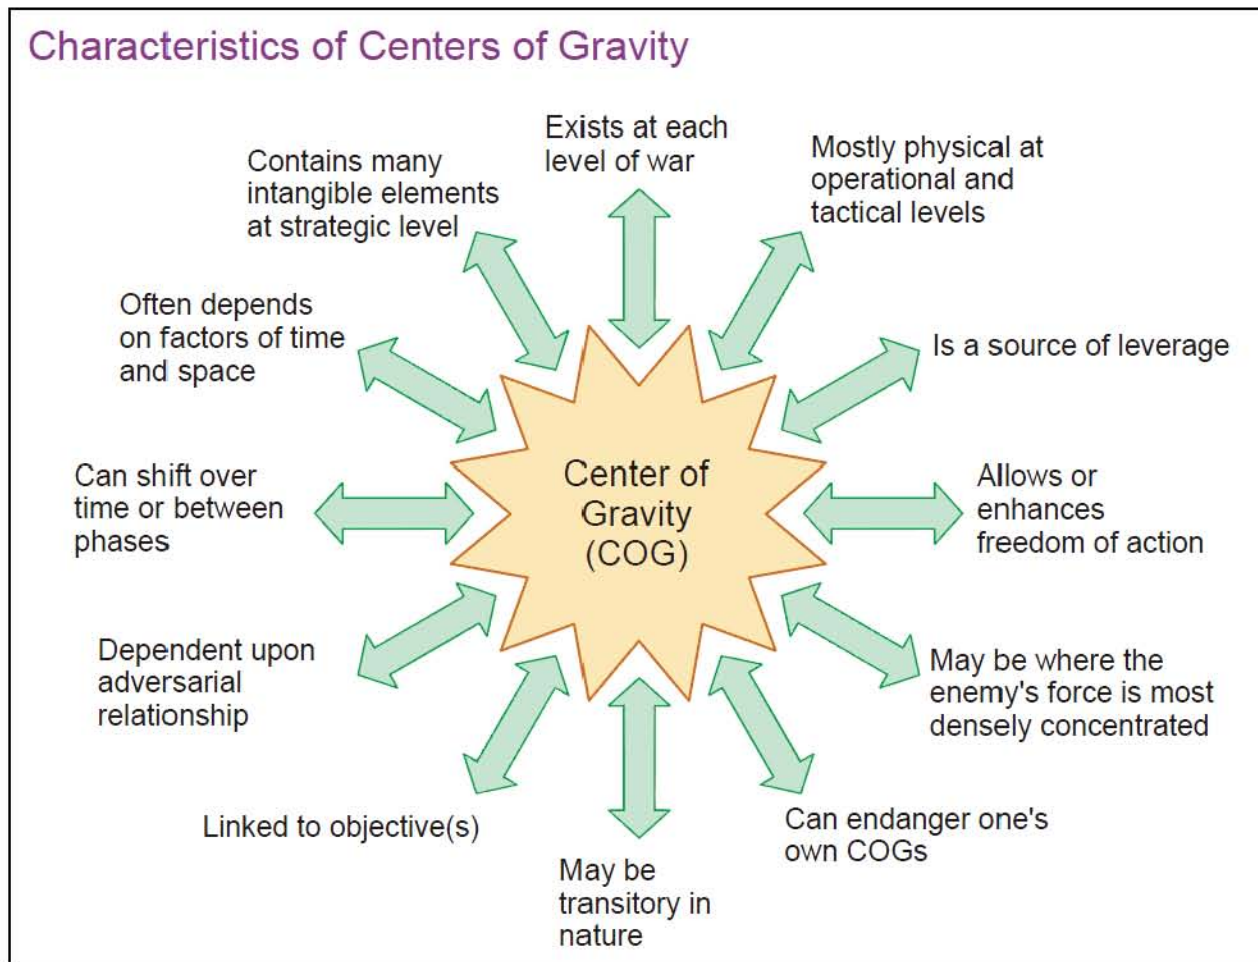 Characteristics of Centers of Gravity
Exists at each
level of war
Mostly physical at
operational and
tactical levels
Is a source of leverage
Allows or
enhances
freedom of action
May be where the
enemy's force is most
densely concentrated
Can endanger one's
own COGs
May be
transitory in
nature
Linked to objective(s)
Dependent upon
adversarial
relationship
Can shift over
time or between
phases
Often depends
on factors of time
and space
Contains many
intangible elements
at strategic level
Center of
Gravity
(COG)